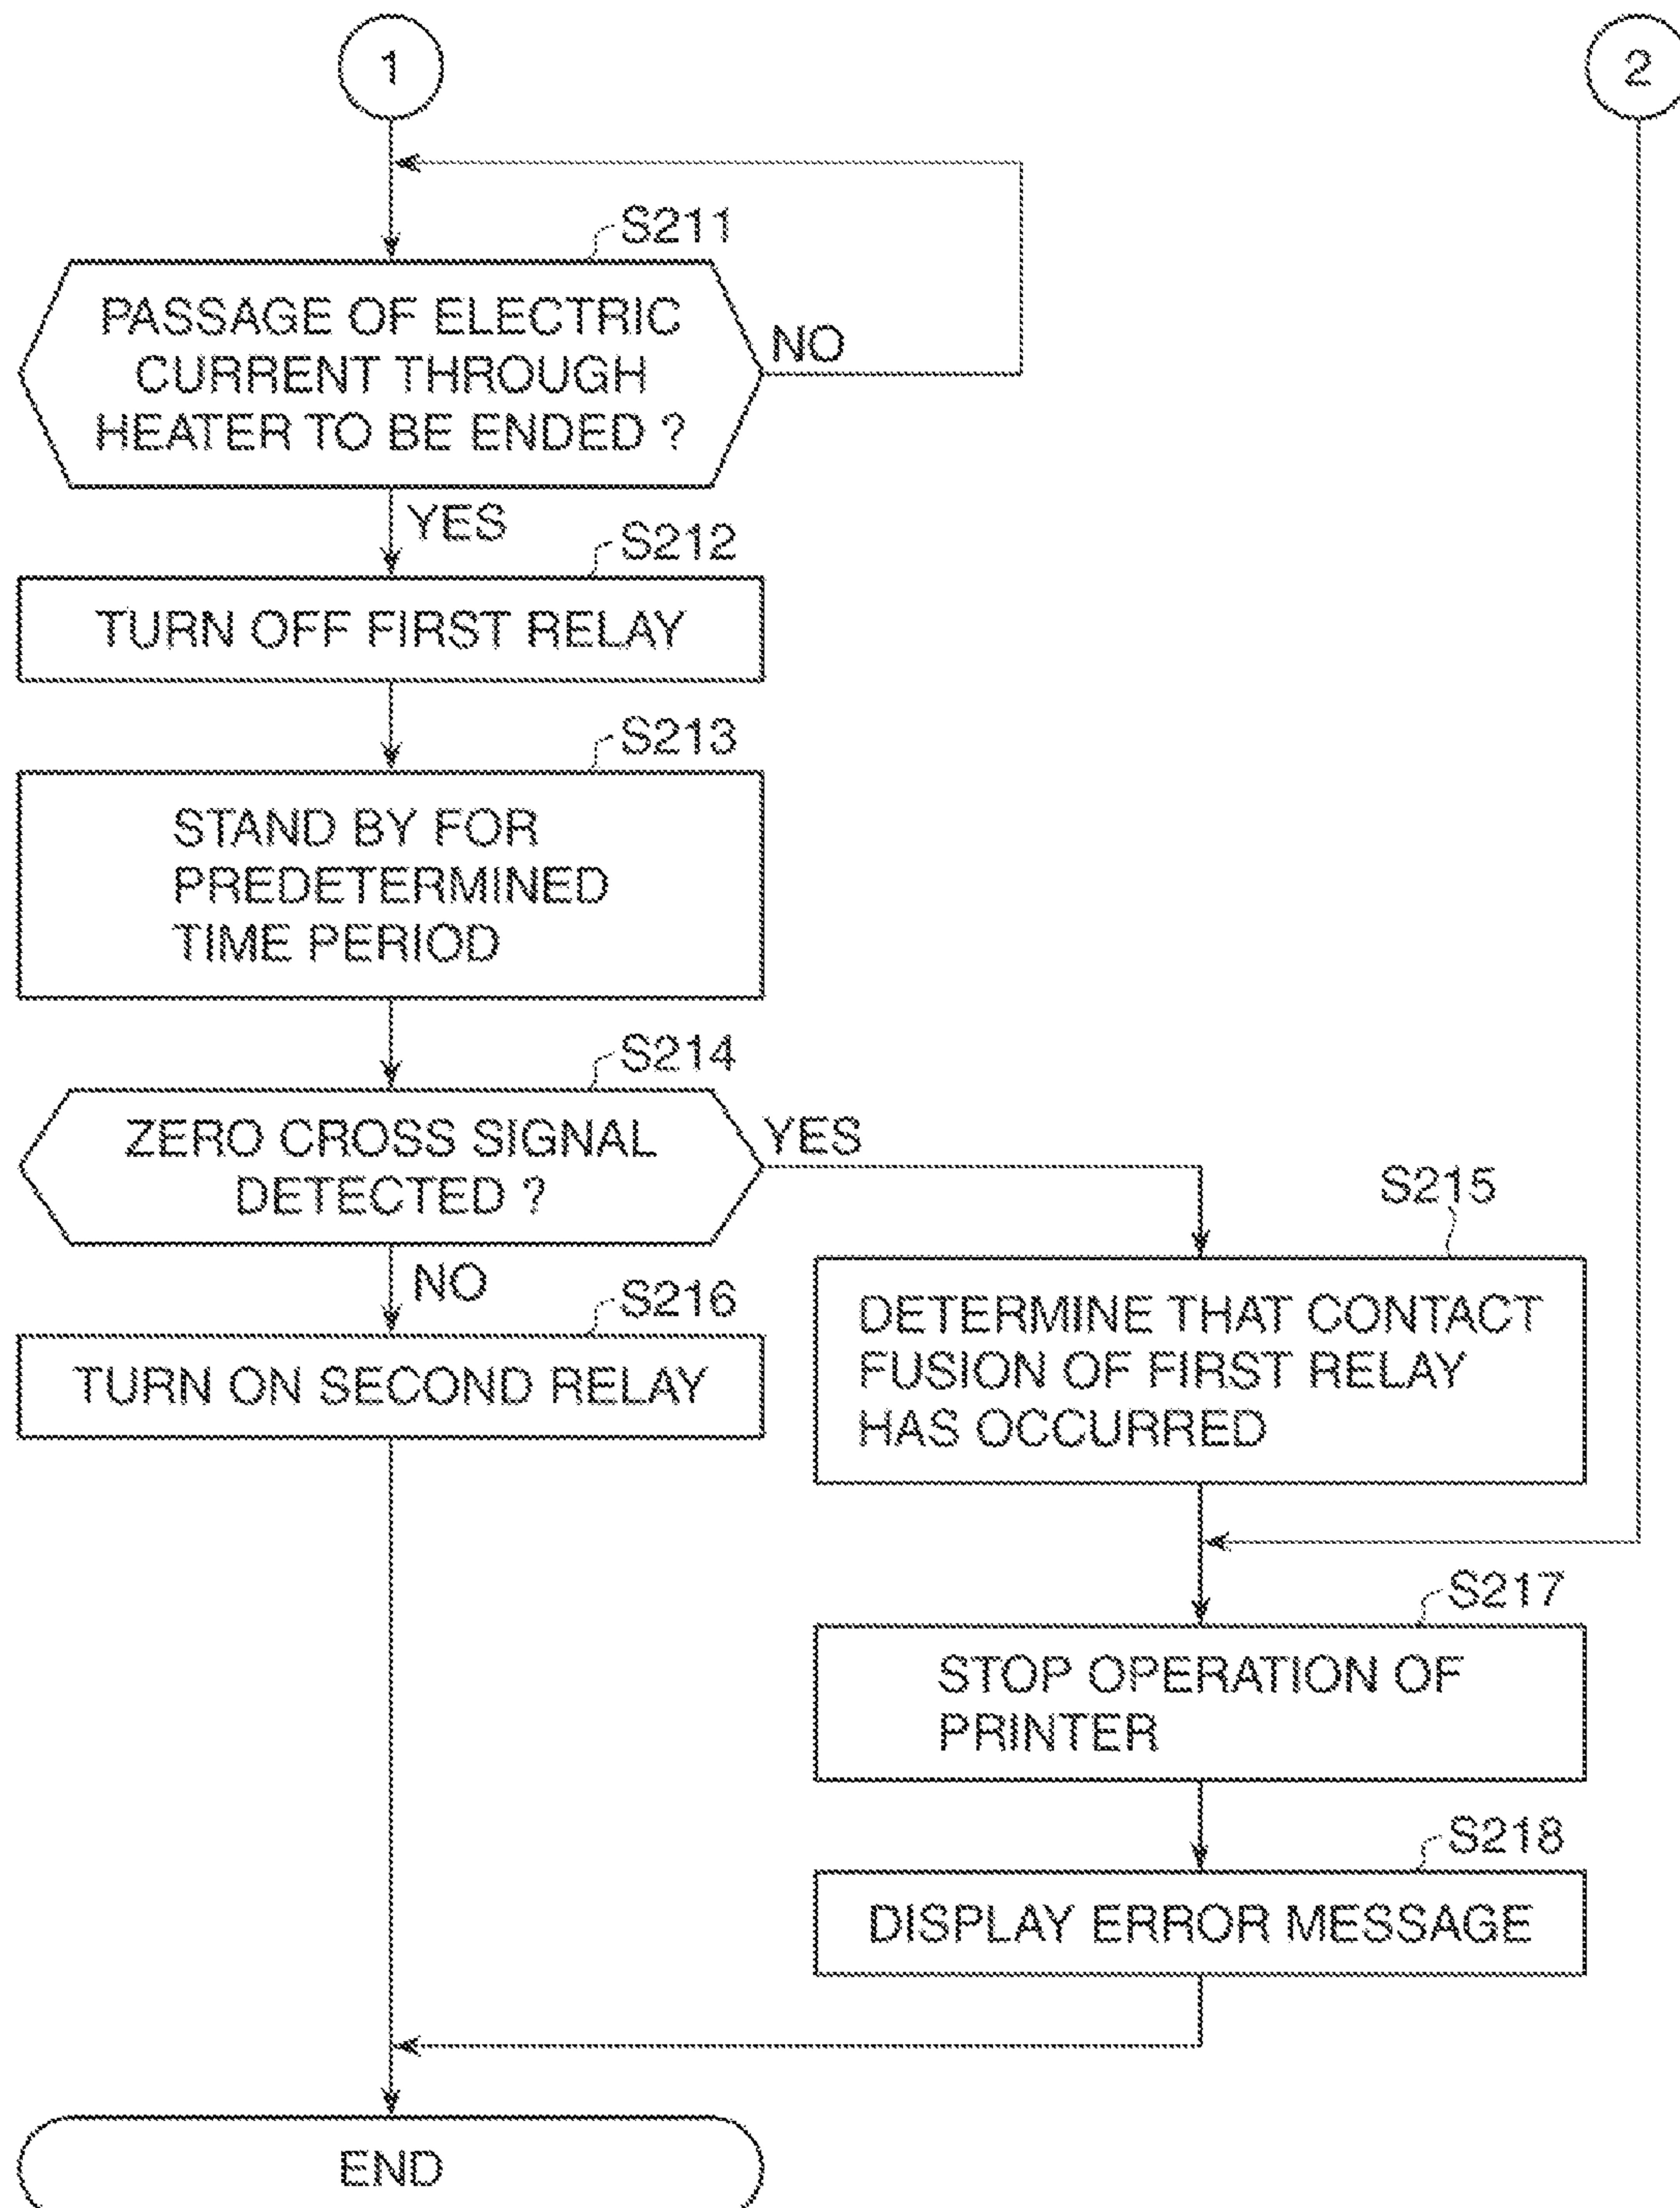 1
2
S211
PASSAGE OF ELECTRIC
CURRENT THROUGH
HEATER TO BE ENDED ?
NO
YES
S212
TURN OFF FIRST RELAY
S213
STAND BY FOR
PREDETERMINED
TIME PERIOD
S214
ZERO CROSS SIGNAL
DETECTED ?
YES
NO
S215
DETERMINE THAT CONTACT
FUSION OF FIRST RELAY
HAS OCCURRED
S216
TURN ON SECOND RELAY
S217
STOP OPERATION OF
PRINTER
S218
DISPLAY ERROR MESSAGE
END